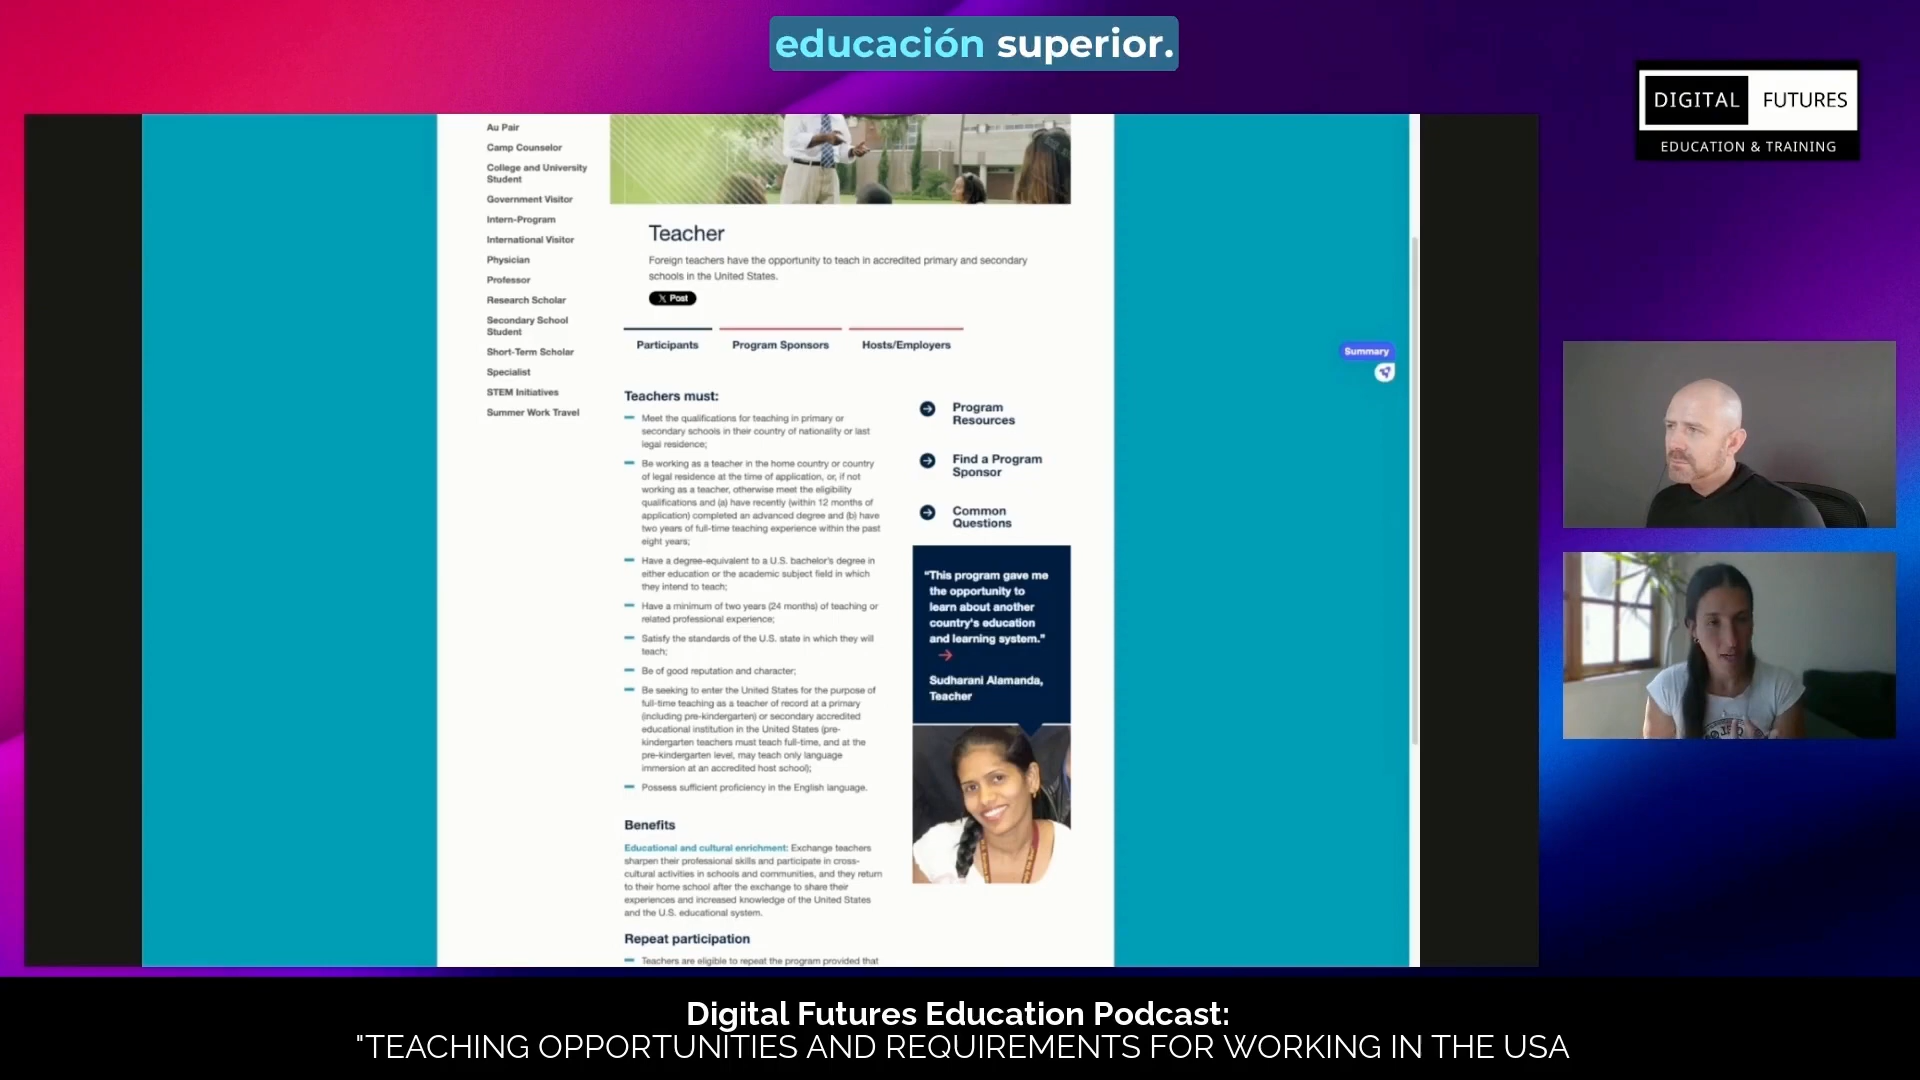 educación superior.
DIGITAL FUTURES
EDUCATION & TRAINING
Au Pair
Camp Counselor
College and University
Student
Government Visitor
Intern-Program
International Visitor
Physician
Professor
Research Scholar
Secondary School
Student
Short-Term Scholar
Specialist
STEM Initiatives
Summer Work Travel
Teacher
Foreign teachers have the opportunity to teach in accredited primary and secondary
schools in the United States.
X Post
Participants
Program Sponsors
Hosts/Employers
Summary
Teachers must:
Meet the qualifications for teaching in primary or
secondary schools in their country of nationality or last
legal residence;
Be working as a teacher in the home country or country
of legal residence at the time of application, or, if not
working as a teacher, otherwise meet the eligibility
qualifications and (a) have recently (within 12 months of
application) completed an advanced degree and (b) have
two years of full-time teaching experience within the past
eight years;
Have a degree-equivalent to a U.S. bachelor's degree in
either education or the academic subject field in which
they intend to teach;
Have a minimum of two years (24 months) of teaching or
related professional experience;
Satisfy the standards of the U.S. state in which they will
teach;
Be of good reputation and character;
Be seeking to enter the United States for the purpose of
full-time teaching as a teacher of record at a primary
(including pre-kindergarten) or secondary accredited
educational institution in the United States (pre-
kindergarten teachers must teach full-time, and at the
pre-kindergarten level, may teach only language
immersion at an accredited host school);
Possess sufficient proficiency in the English language.
Benefits
Educational and cultural enrichment: Exchange teachers
sharpen their professional skills and participate in cross-
cultural activities in schools and communities, and they return
to their home school after the exchange to share their
experiences and increased knowledge of the United States
and the U.S. educational system.
Repeat participation
Teachers are eligible to repeat the program provided that
Program
Resources
Find a Program
Sponsor
Common
Questions
"This program gave me
the opportunity to
learn about another
country's education
and learning system."
Sudharani Alamanda,
Teacher
Digital Futures Education Podcast:
"TEACHING OPPORTUNITIES AND REQUIREMENTS FOR WORKING IN THE USA